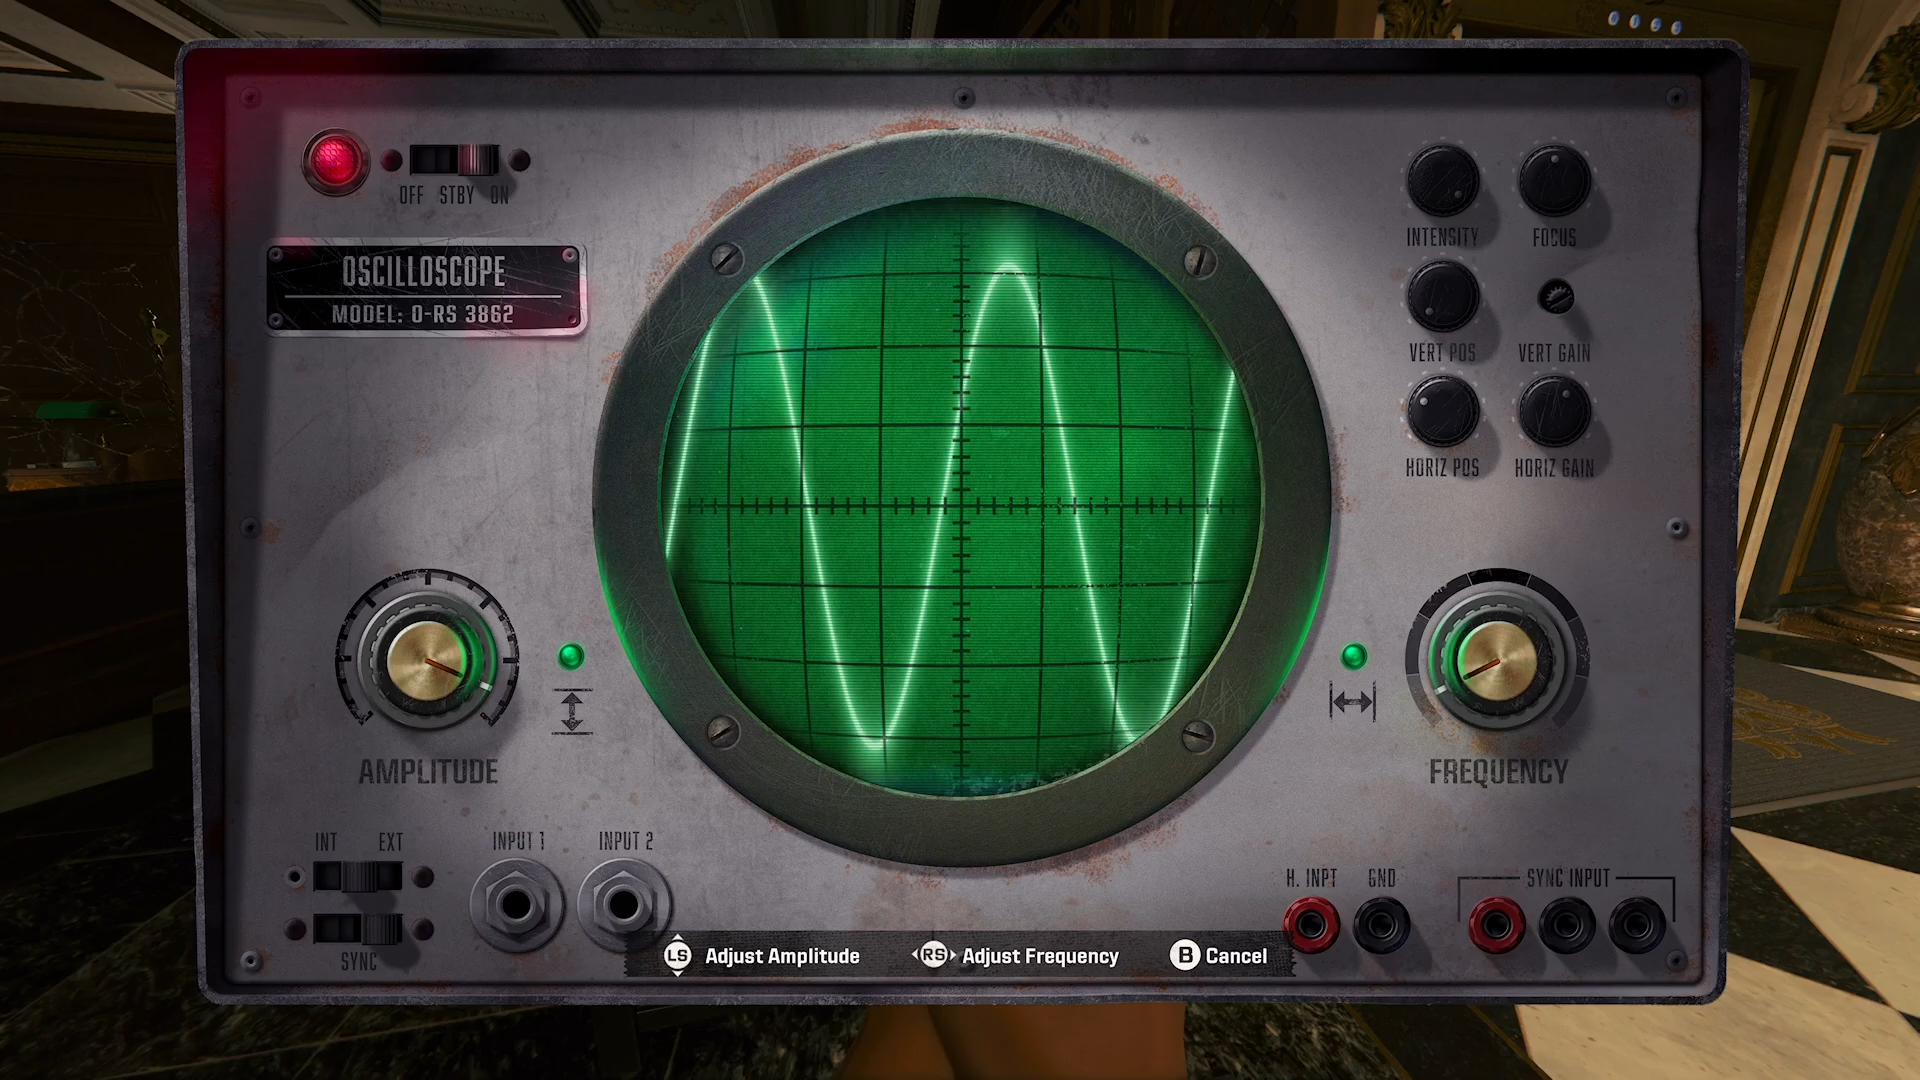 OFF STBY ON
OSCILLOSCOPE
MODEL: O-RS 3862
INTENSITY FOCUS
VERT POS VERT GAIN
HORIZ POS HORIZ GAIN
AMPLITUDE
FREQUENCY
INT EXT
INPUT 1 INPUT 2
SYNC
H. INPT GND SYNC INPUT
LS Adjust Amplitude RS Adjust Frequency B Cancel